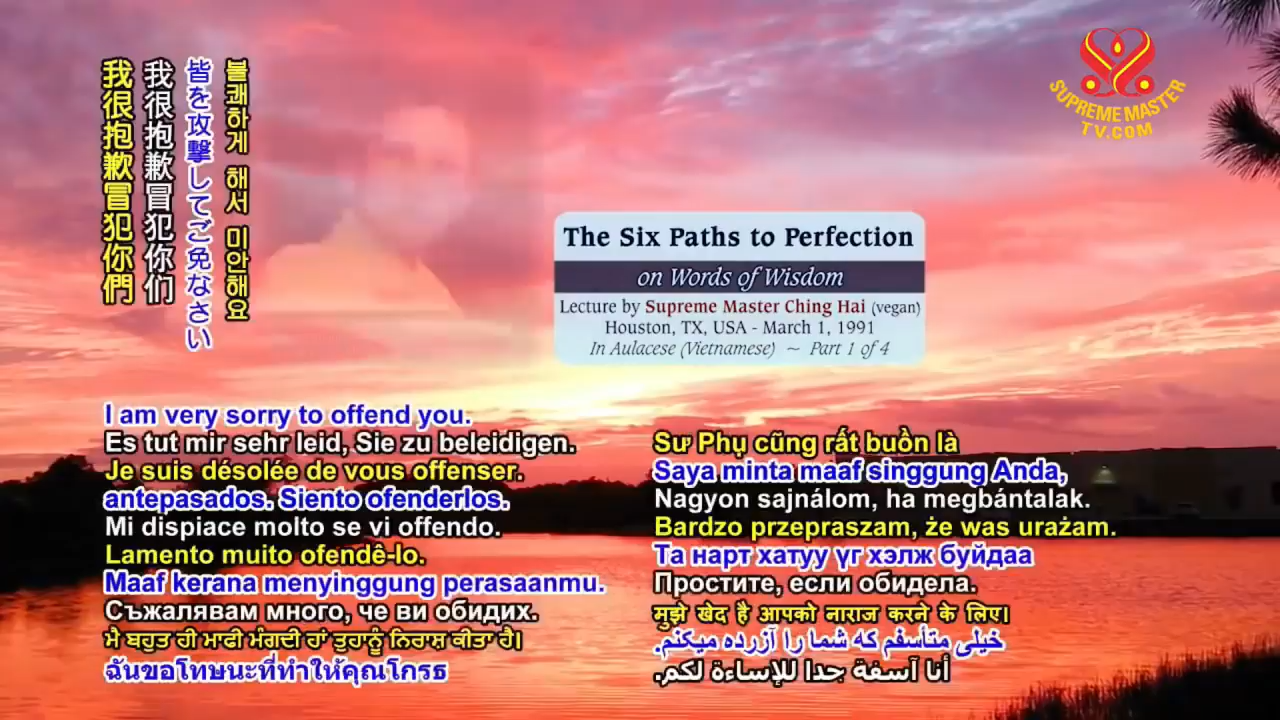 我很抱歉冒犯你們
我很抱歉冒犯你们
皆を攻撃してご免なさい
불쾌하게 해서 미안해요
SUPREME MASTER
TV.COM
The Six Paths to Perfection
on Words of Wisdom
Lecture by Supreme Master Ching Hai (vegan)
Houston, TX, USA - March 1, 1991
In Aulacese (Vietnamese) ~ Part 1 of 4
I am very sorry to offend you.
Es tut mir sehr leid, Sie zu beleidigen.
Je suis désolée de vous offenser.
antepasados. Siento ofenderlos.
Mi dispiace molto se vi offendo.
Lamento muito ofendê-lo.
Maaf kerana menyinggung perasaanmu.
Съжалявам много, че ви обидих.
ਮੈ ਬਹੁਤ ਹੀ ਮਾਫੀ ਮੰਗਦੀ ਹਾਂ ਤੁਹਾਨੂੰ ਨਿਰਾਸ਼ ਕੀਤਾ ਹੈ।
ฉันขอโทษนะที่ทำให้คุณโกรธ
Sư Phụ cũng rất buồn là
Saya minta maaf singgung Anda,
Nagyon sajnálom, ha megbántalak.
Bardzo przepraszam, że was urażam.
Та нарт хатуу үг хэлж буйдаа
Простите, если обидела.
मुझे खेद है आपको नाराज करने के लिए।
خیلی متأسفم که شما را آزرده میکنم.
أنا آسفة جدا للإساءة لكم.